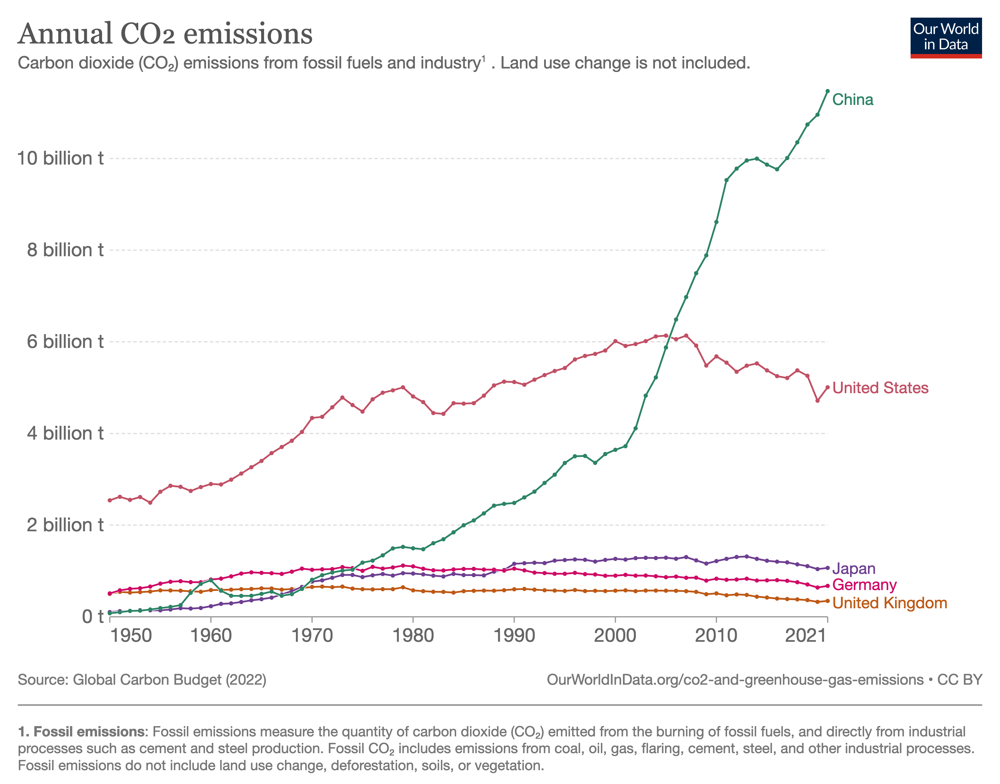 Annual CO2 emissions
Our World
in Data
Carbon dioxide (CO₂) emissions from fossil fuels and industry¹ . Land use change is not included.
China
10 billion t
8 billion t
6 billion t
United States
4 billion t
2 billion t
Japan
Germany
United Kingdom
0 t
1950 1960 1970 1980 1990 2000 2010 2021
Source: Global Carbon Budget (2022)
OurWorldInData.org/co2-and-greenhouse-gas-emissions • CC BY
1. Fossil emissions: Fossil emissions measure the quantity of carbon dioxide (CO₂) emitted from the burning of fossil fuels, and directly from industrial
processes such as cement and steel production. Fossil CO₂ includes emissions from coal, oil, gas, flaring, cement, steel, and other industrial processes.
Fossil emissions do not include land use change, deforestation, soils, or vegetation.